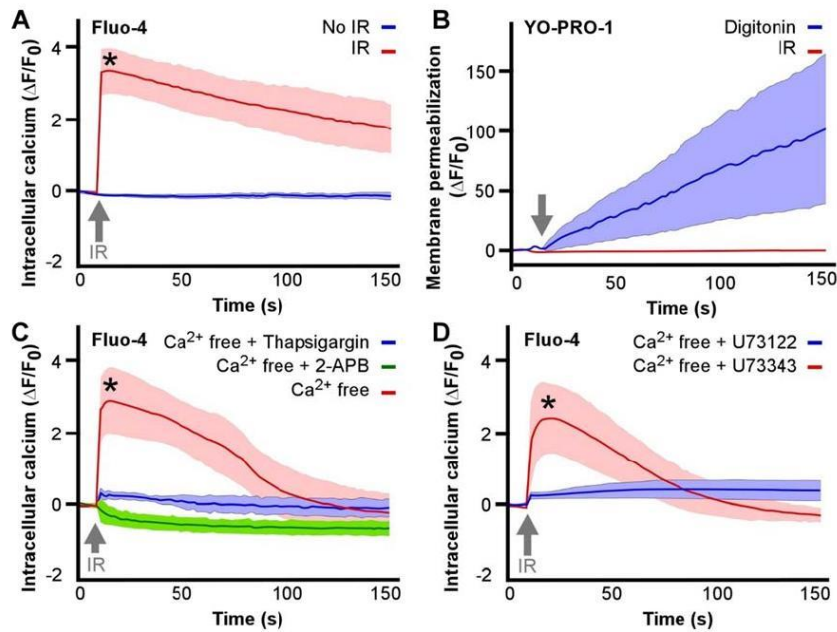 A
Fluo-4
No IR
IR
*
Intracellular calcium (ΔF/F0)
4
2
0
-2
IR
0
50
100
150
Time (s)
B
YO-PRO-1
Digitonin
IR
Membrane permeabilization
(ΔF/F0)
150
100
50
0
0
50
100
150
Time (s)
C
Fluo-4
Ca2+ free + Thapsigargin
Ca2+ free + 2-APB
Ca2+ free
*
Intracellular calcium (ΔF/F0)
4
2
0
-2
IR
0
50
100
150
Time (s)
D
Fluo-4
Ca2+ free + U73122
Ca2+ free + U73343
*
Intracellular calcium (ΔF/F0)
4
2
0
-2
IR
0
50
100
150
Time (s)